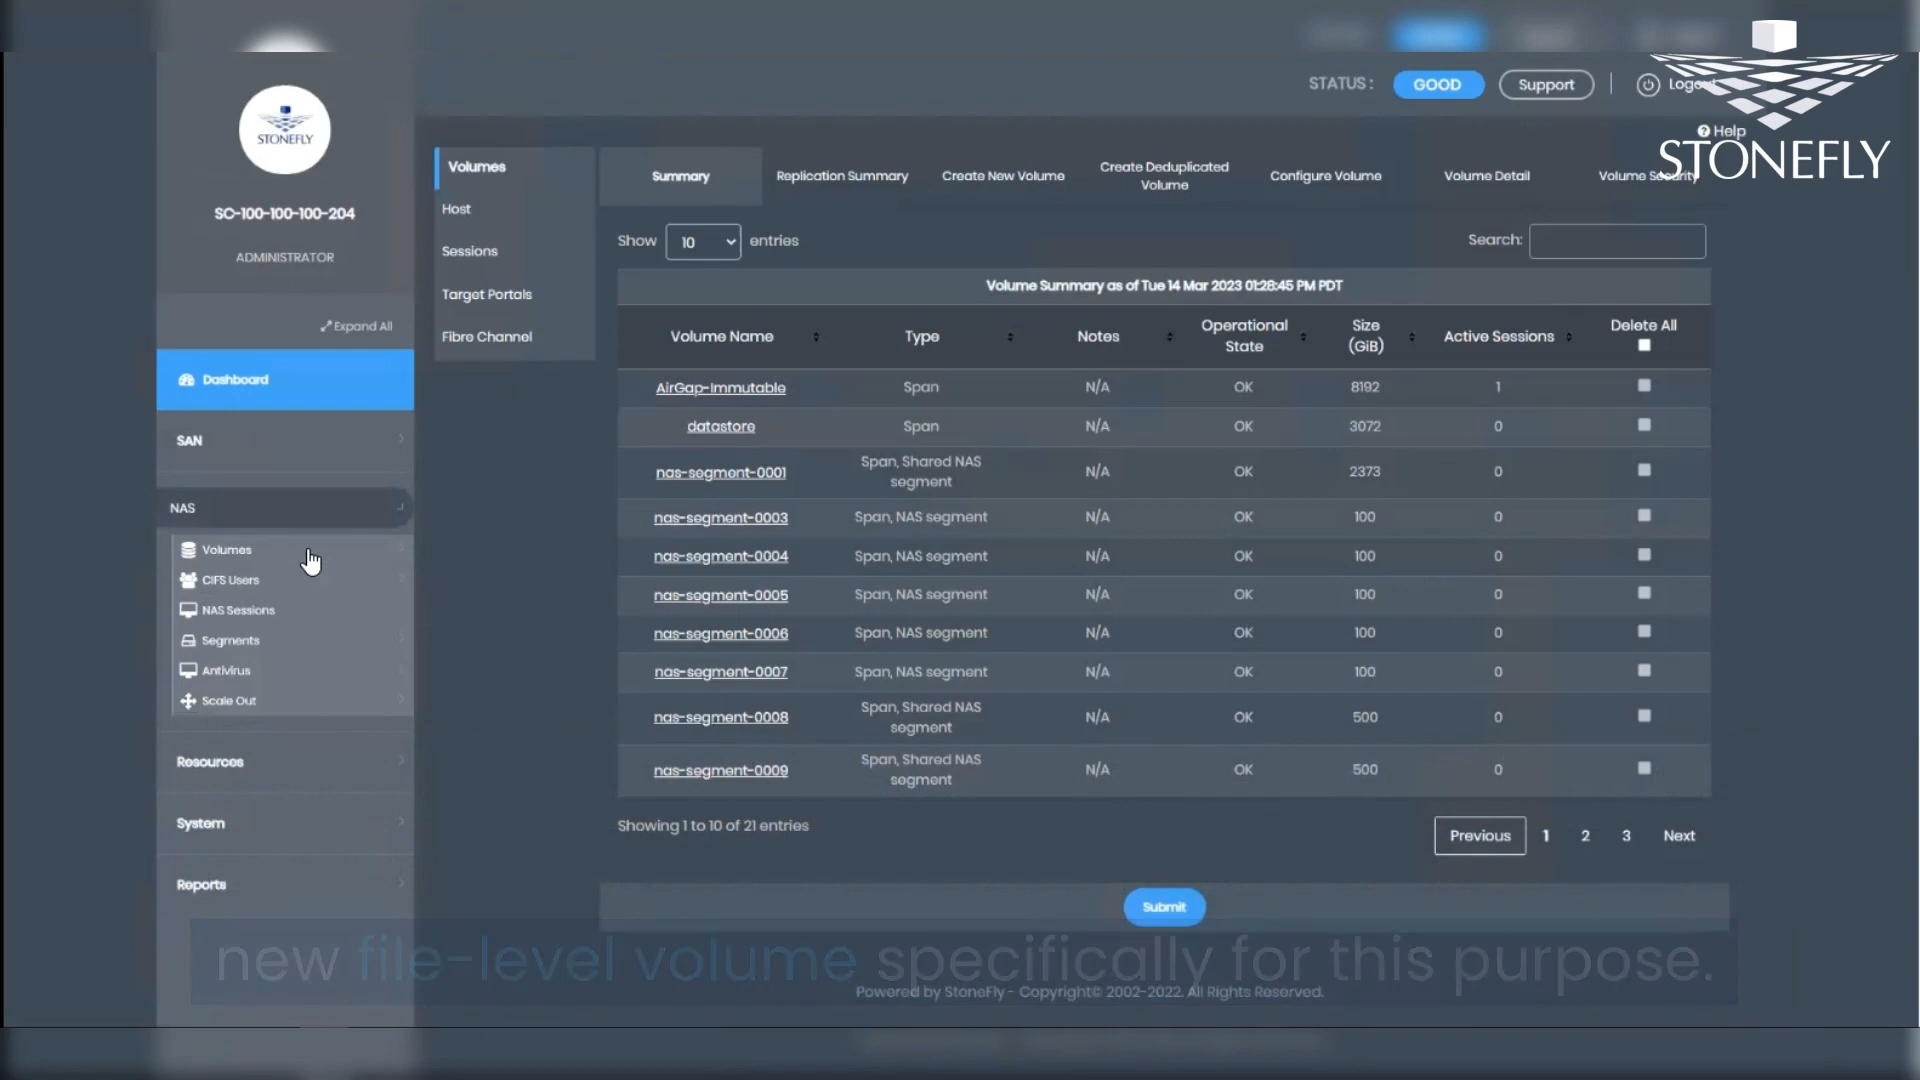 STATUS :
GOOD
Support
Logout
STONEFLY
Help
STONEFLY
SC-100-100-100-204
ADMINISTRATOR
Expand All
Dashboard
SAN
NAS
Volumes
CIFS Users
NAS Sessions
Segments
Antivirus
Scale Out
Resources
System
Reports
Volumes
Host
Sessions
Target Portals
Fibre Channel
Summary
Replication Summary
Create New Volume
Create Deduplicated
Volume
Configure Volume
Volume Detail
Volume Security
Show 10 entries
Search:
Volume Summary as of Tue 14 Mar 2023 01:28:45 PM PDT
Volume Name Type Notes Operational State Size (GiB) Active Sessions Delete All
AirGap-Immutable Span N/A OK 8192 1
datastore Span N/A OK 3072 0
nas-segment-0001 Span, Shared NAS segment N/A OK 2373 0
nas-segment-0003 Span, NAS segment N/A OK 100 0
nas-segment-0004 Span, NAS segment N/A OK 100 0
nas-segment-0005 Span, NAS segment N/A OK 100 0
nas-segment-0006 Span, NAS segment N/A OK 100 0
nas-segment-0007 Span, NAS segment N/A OK 100 0
nas-segment-0008 Span, Shared NAS segment N/A OK 500 0
nas-segment-0009 Span, Shared NAS segment N/A OK 500 0
Showing 1 to 10 of 21 entries
Previous 1 2 3 Next
Submit
new file-level volume specifically for this purpose.
Powered by StoneFly - Copyright© 2002-2022. All Rights Reserved.